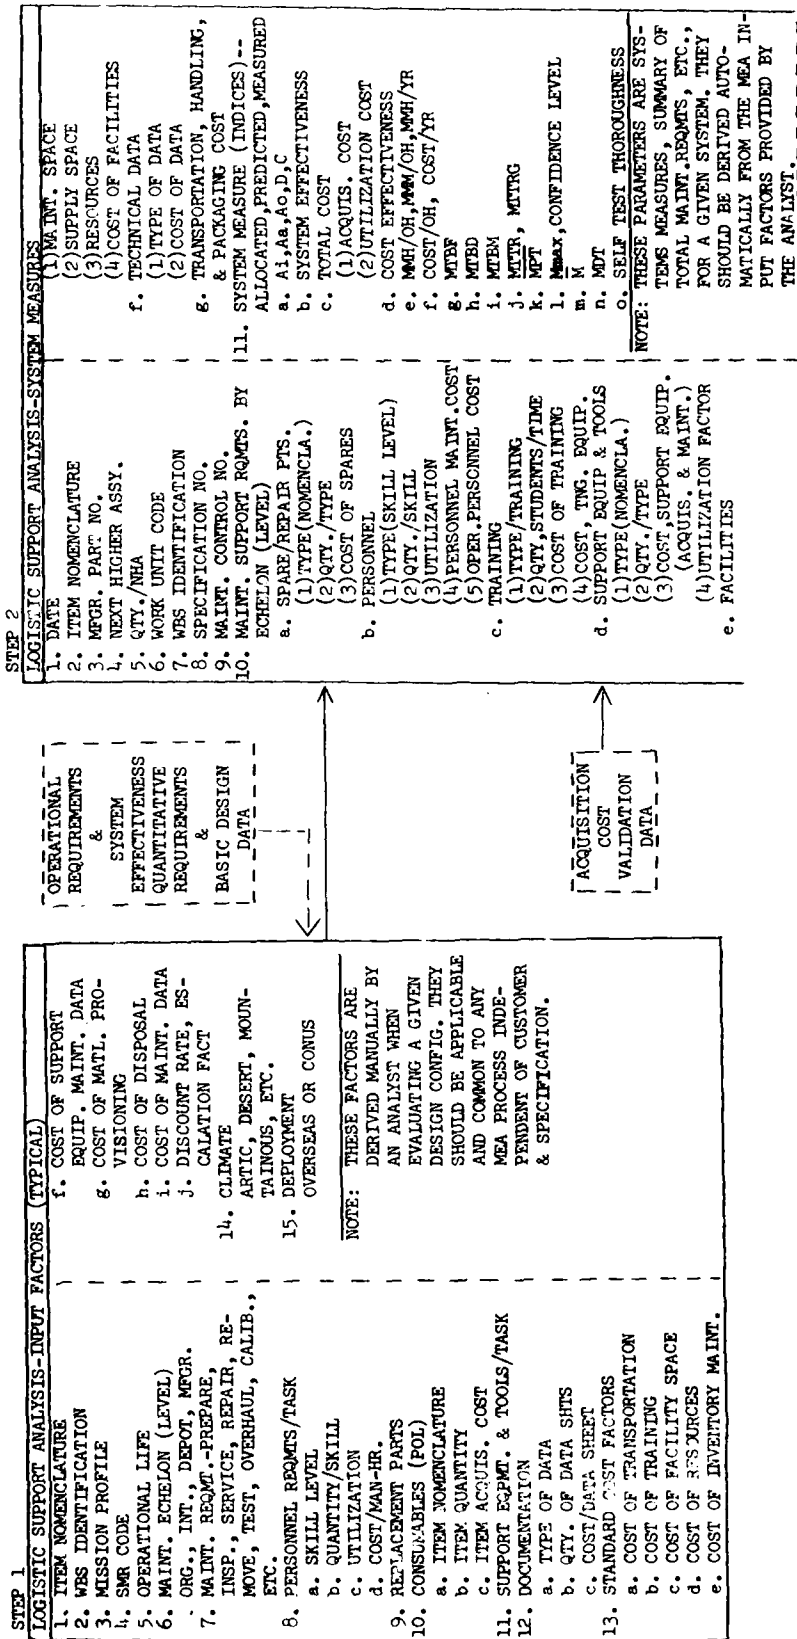 STEP 1
LOGISTIC SUPPORT ANALYSIS-INPUT FACTORS (TYPICAL)
1. ITEM NOMENCLATURE
2. WBS IDENTIFICATION
3. MISSION PROFILE
4. SMR CODE
5. OPERATIONAL LIFE
6. MAINT. ECHELON (LEVEL)
ORG., INT., DEPOT, MFGR.
7. MAINT. REQMT.-PREPARE,
INSP., SERVICE, REPAIR, RE-
MOVE, TEST, OVERHAUL, CALIB.,
ETC.
8. PERSONNEL REQMTS/TASK
a. SKILL LEVEL
b. QUANTITY/SKILL
c. UTILIZATION
d. COST/MAN-HR.
9. REPLACEMENT PARTS
10. CONSUMABLES (POL)
a. ITEM NOMENCLATURE
b. ITEM QUANTITY
c. ITEM ACQUIS. COST
11. SUPPORT EQPMT. & TOOLS/TASK
12. DOCUMENTATION
a. TYPE OF DATA
b. QTY. OF DATA SHTS
c. COST/DATA SHEET
13. STANDARD COST FACTORS
a. COST OF TRANSPORTATION
b. COST OF TRAINING
c. COST OF FACILITY SPACE
d. COST OF RESOURCES
e. COST OF INVENTORY MAINT.
f. COST OF SUPPORT
EQUIP. MAINT. DATA
g. COST OF MATL. PRO-
VISIONING
h. COST OF DISPOSAL
i. COST OF MAINT. DATA
j. DISCOUNT RATE, ES-
CALATION FACT
14. CLIMATE
ARTIC, DESERT, MOUN-
TAINOUS, ETC.
15. DEPLOYMENT
OVERSEAS OR CONUS
NOTE: THESE FACTORS ARE
DERIVED MANUALLY BY
AN ANALYST WHEN
EVALUATING A GIVEN
DESIGN CONFIG. THEY
SHOULD BE APPLICABLE
AND COMMON TO ANY
MEA PROCESS INDE-
PENDENT OF CUSTOMER
& SPECIFICATION.
OPERATIONAL
REQUIREMENTS
&
SYSTEM
EFFECTIVENESS
QUANTITATIVE
REQUIREMENTS
&
BASIC DESIGN
DATA
ACQUISITION
COST
VALIDATION
DATA
STEP 2
LOGISTIC SUPPORT ANALYSIS-SYSTEM MEASURES
1. DATE
2. ITEM NOMENCLATURE
3. MFGR. PART NO.
4. NEXT HIGHER ASSY.
5. QTY./NHA
6. WORK UNIT CODE
7. WBS IDENTIFICATION
8. SPECIFICATION NO.
9. MAINT. CONTROL NO.
10. MAINT. SUPPORT RQMTS. BY
ECHELON (LEVEL)
a. SPARE/REPAIR PTS.
(1)TYPE(NOMENCLA.)
(2)QTY./TYPE
(3)COST OF SPARES
b. PERSONNEL
(1)TYPE(SKILL LEVEL)
(2)QTY./SKILL
(3)UTILIZATION
(4)PERSONNEL MAINT.COST
(5)OPER.PERSONNEL COST
c. TRAINING
(1)TYPE/TRAINING
(2)QTY,STUDENTS/TIME
(3)COST OF TRAINING
(4)COST, TNG. EQUIP.
d. SUPPORT EQUIP & TOOLS
(1)TYPE(NOMENCLA.)
(2)QTY./TYPE
(3)COST,SUPPORT EQUIP.
(ACQUIS. & MAINT.)
(4)UTILIZATION FACTOR
e. FACILITIES
(1)MAINT. SPACE
(2)SUPPLY SPACE
(3)RESOURCES
(4)COST OF FACILITIES
f. TECHNICAL DATA
(1)TYPE OF DATA
(2)COST OF DATA
g. TRANSPORTATION, HANDLING,
& PACKAGING COST
11. SYSTEM MEASURE (INDICES)--
ALLOCATED,PREDICTED,MEASURED
a. Ai,Aa,Ao,D,C
b. SYSTEM EFFECTIVENESS
c. TOTAL COST
(1)ACQUIS. COST
(2)UTILIZATION COST
d. COST EFFECTIVENESS
e. MMH/OH,MMM/OH,MMH/YR
f. COST/OH, COST/YR
g. MTBF
h. MTBD
i. MTBM
j. MTTR, MTTRG
k. MPT
l. Mmax,CONFIDENCE LEVEL
m. M
n. MDT
o. SELF TEST THOROUGHNESS
NOTE: THESE PARAMETERS ARE SYS-
TEMS MEASURES, SUMMARY OF
TOTAL MAINT.REQMTS, ETC.,
FOR A GIVEN SYSTEM. THEY
SHOULD BE DERIVED AUTO-
MATICALLY FROM THE MEA IN-
PUT FACTORS PROVIDED BY
THE ANALYST.